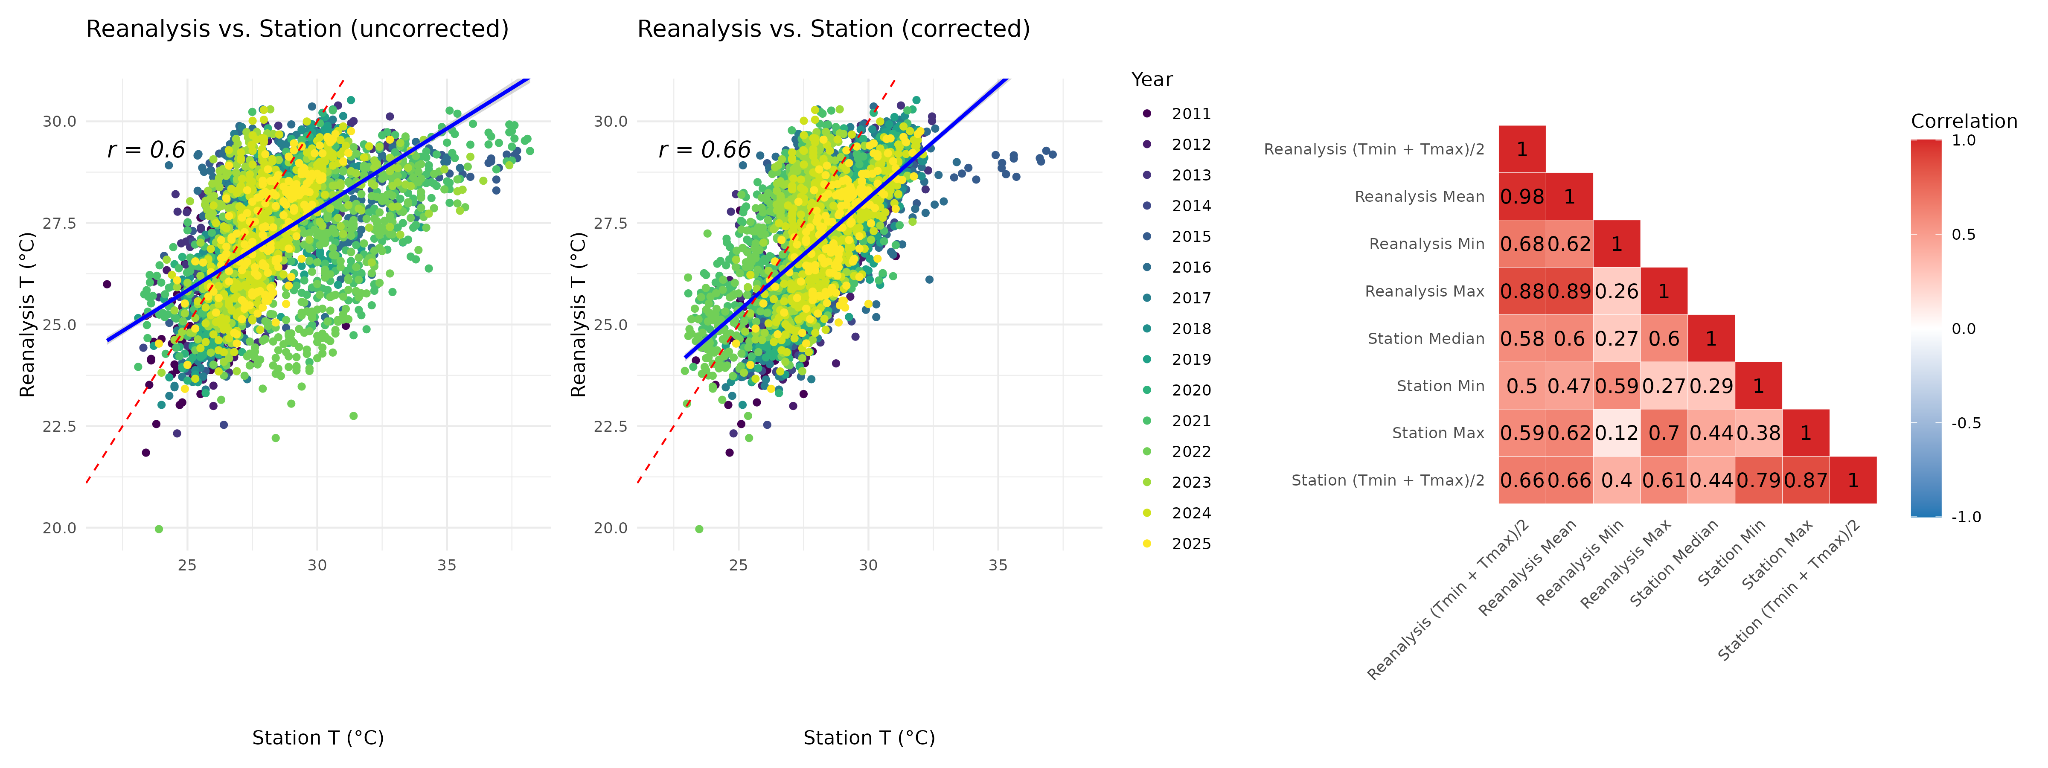 Reanalysis vs. Station (uncorrected)
Reanalysis T (°C)
30.0
27.5
25.0
22.5
20.0
r = 0.6
25 30 35
Station T (°C)
Reanalysis vs. Station (corrected)
Reanalysis T (°C)
30.0
27.5
25.0
22.5
20.0
r = 0.66
25 30 35
Station T (°C)
Year
2011
2012
2013
2014
2015
2016
2017
2018
2019
2020
2021
2022
2023
2024
2025
Reanalysis (Tmin + Tmax)/2 1
Reanalysis Mean 0.98 1
Reanalysis Min 0.68 0.62 1
Reanalysis Max 0.88 0.89 0.26 1
Station Median 0.58 0.6 0.27 0.6 1
Station Min 0.5 0.47 0.59 0.27 0.29 1
Station Max 0.59 0.62 0.12 0.7 0.44 0.38 1
Station (Tmin + Tmax)/2 0.66 0.66 0.4 0.61 0.44 0.79 0.87 1
Reanalysis (Tmin + Tmax)/2
Reanalysis Mean
Reanalysis Min
Reanalysis Max
Station Median
Station Min
Station Max
Station (Tmin + Tmax)/2
Correlation
1.0
0.5
0.0
-0.5
-1.0